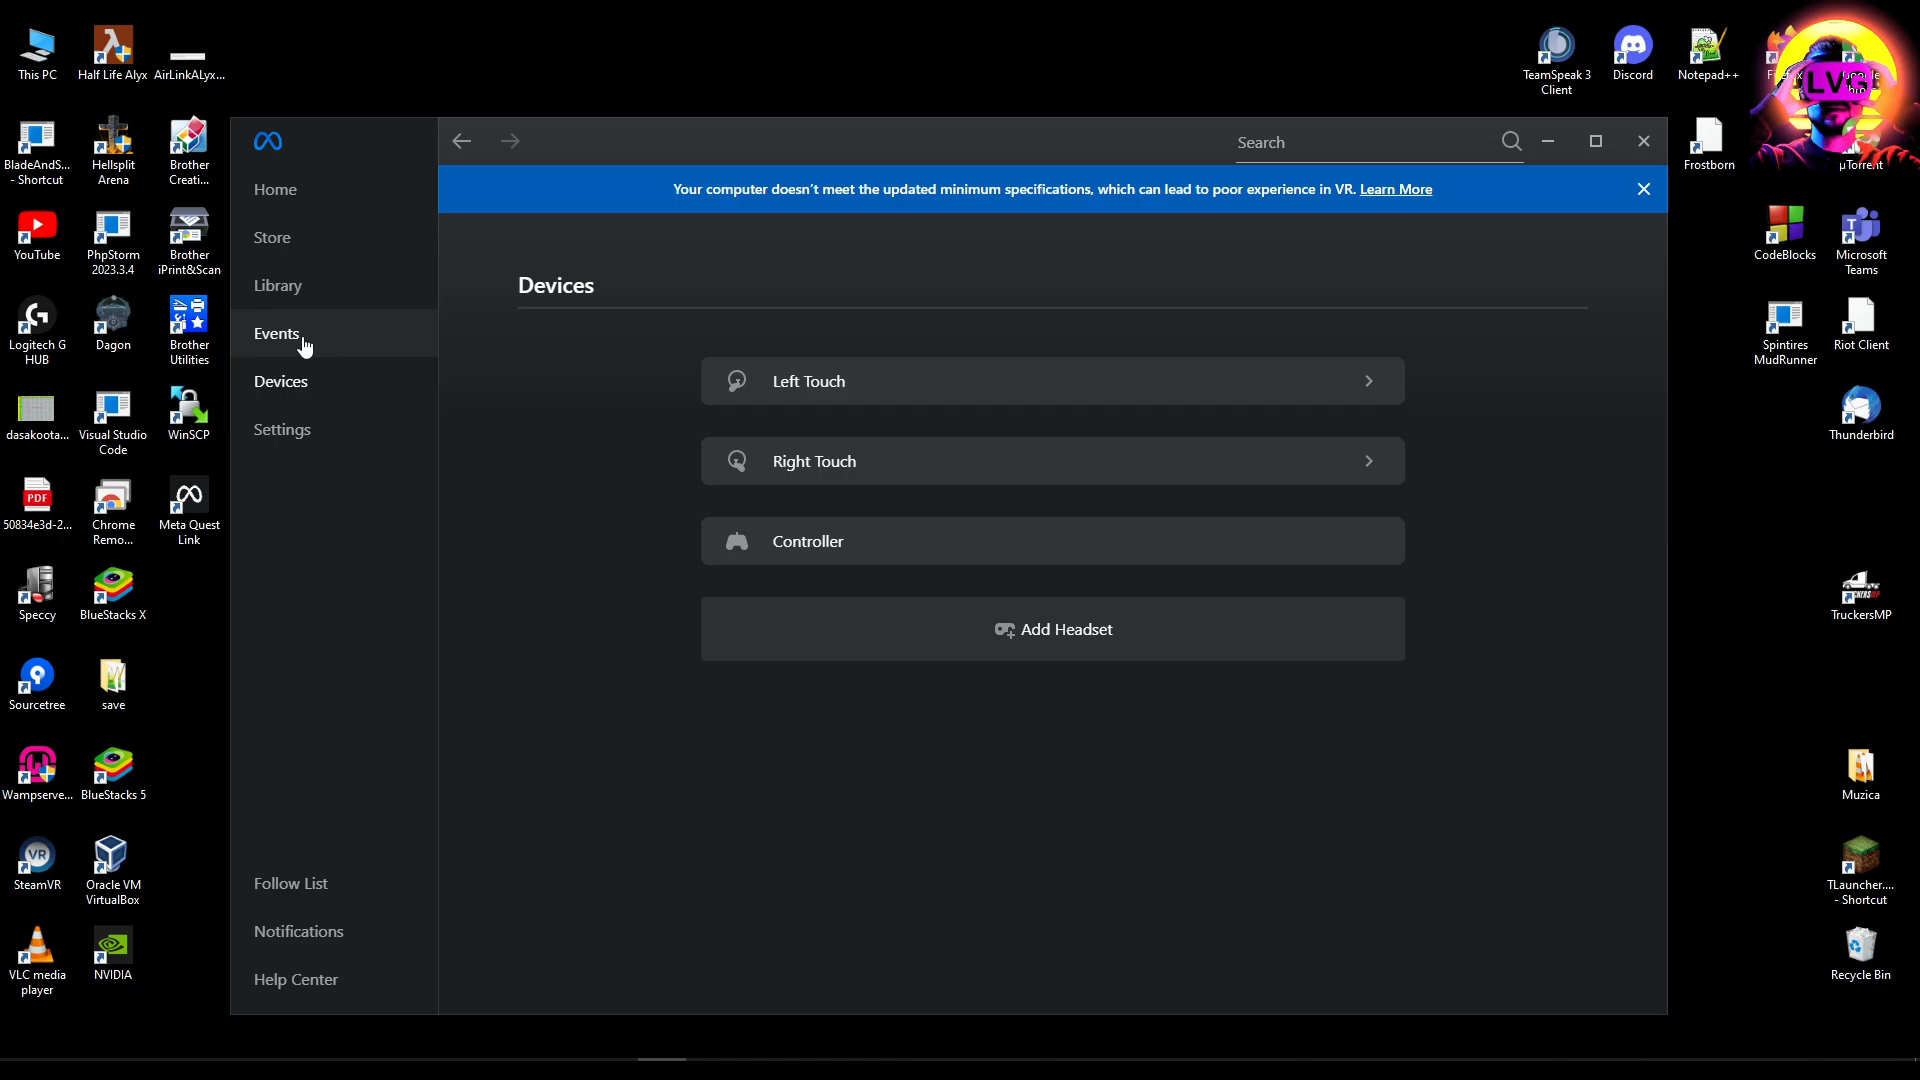 This PC
Half Life Alyx
AirLinkALyx...
BladeAndS...
- Shortcut
Hellsplit
Arena
Brother
Creati...
YouTube
PhpStorm
2023.3.4
Brother
iPrint&Scan
Logitech G
HUB
Dagon
Brother
Utilities
dasakoota...
Visual Studio
Code
WinSCP
PDF
50834e3d-2...
Chrome
Remo...
Meta Quest
Link
Speccy
BlueStacks X
Sourcetree
save
Wampserve...
BlueStacks 5
VR
SteamVR
Oracle VM
VirtualBox
VLC media
player
NVIDIA
Home
Store
Library
Events
Devices
Settings
Follow List
Notifications
Help Center
Search
Your computer doesn't meet the updated minimum specifications, which can lead to poor experience in VR. Learn More
Devices
Left Touch
Right Touch
Controller
Add Headset
TeamSpeak 3
Client
Discord
Notepad++
LVG
Frostborn
µTorrent
CodeBlocks
Microsoft
Teams
Spintires
MudRunner
Riot Client
Thunderbird
TruckersMP
Muzica
TLauncher....
- Shortcut
Recycle Bin